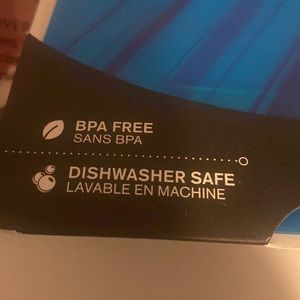 BPA FREE
SANS BPA
DISHWASHER SAFE
LAVABLE EN MACHINE